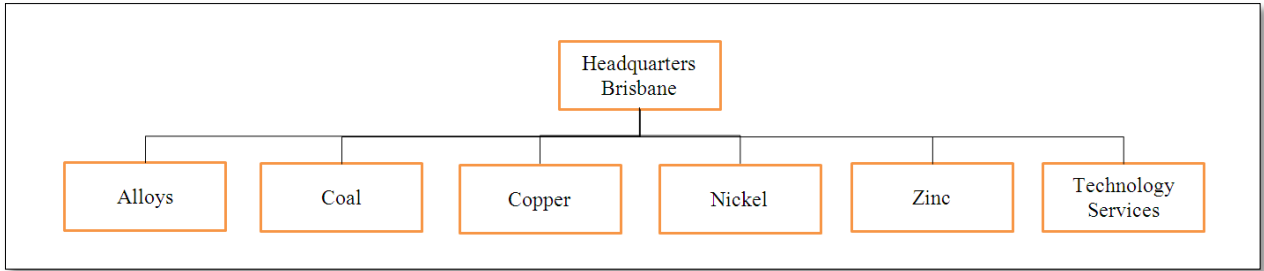 Headquarters
Brisbane
Alloys
Coal
Copper
Nickel
Zinc
Technology
Services